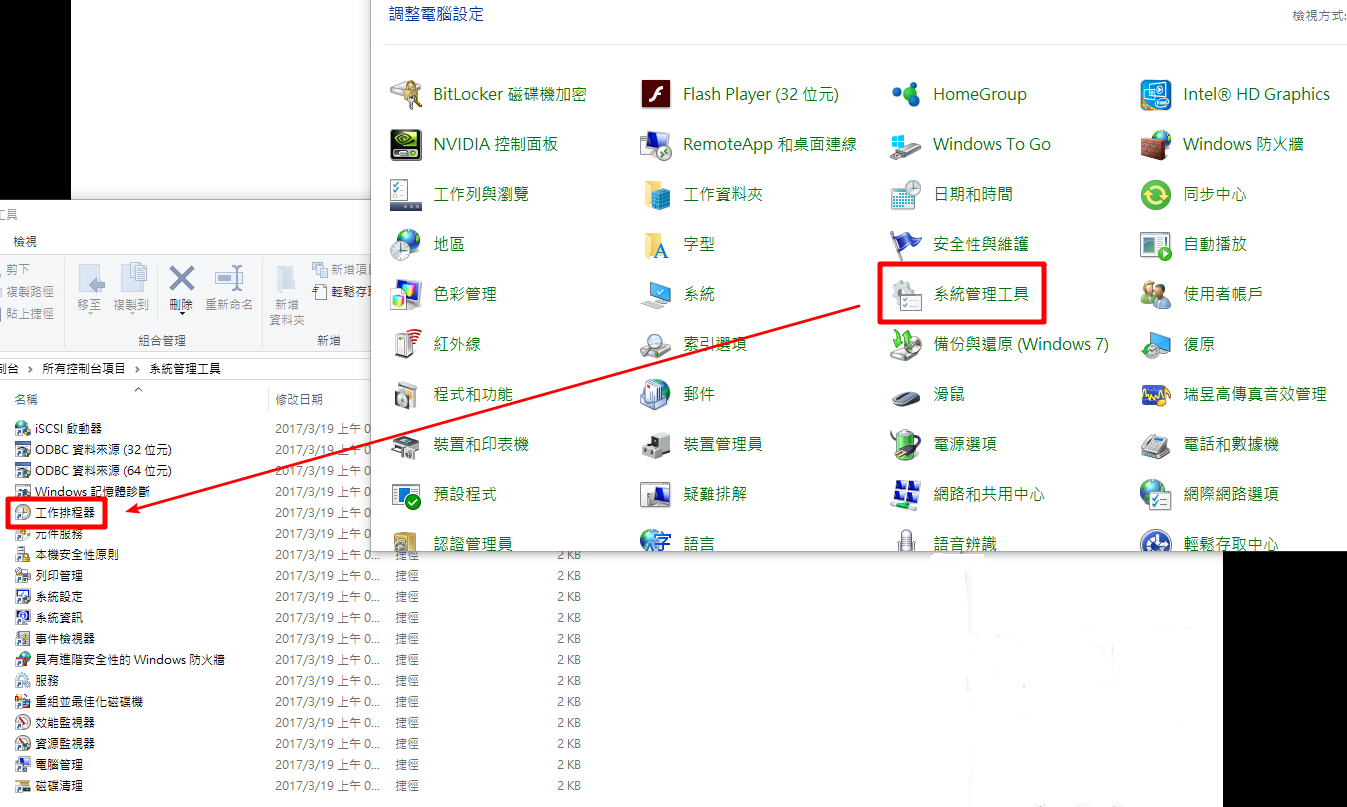 調整電腦設定
檢視方式:
BitLocker 磁碟機加密
Flash Player (32 位元)
HomeGroup
Intel® HD Graphics
NVIDIA 控制面板
RemoteApp 和桌面連線
Windows To Go
Windows 防火牆
工作列與瀏覽
工作資料夾
日期和時間
同步中心
地區
字型
安全性與維護
自動播放
色彩管理
系統
系統管理工具
使用者帳戶
紅外線
索引選項
備份與還原 (Windows 7)
復原
程式和功能
郵件
滑鼠
瑞昱高傳真音效管理
裝置和印表機
裝置管理員
電源選項
電話和數據機
預設程式
疑難排解
網路和共用中心
網際網路選項
認證管理員
語言
語音辨識
輕鬆存取中心
工具
檢視
剪下
複製路徑
貼上捷徑
移至
複製到
刪除
重新命名
新增
資料夾
新增項
輕鬆存
組合管理
新增
制台 › 所有控制台項目 › 系統管理工具
名稱
修改日期
iSCSI 啟動器
2017/3/19 上午 0
ODBC 資料來源 (32 位元)
2017/3/19 上午 0
ODBC 資料來源 (64 位元)
2017/3/19 上午 0
Windows 記憶體診斷
2017/3/19 上午 0
工作排程器
2017/3/19 上午 0
元件服務
2017/3/19 上午 0
本機安全性原則
2017/3/19 上午 0... 捷徑 2 KB
列印管理
2017/3/19 上午 0... 捷徑 2 KB
系統設定
2017/3/19 上午 0... 捷徑 2 KB
系統資訊
2017/3/19 上午 0... 捷徑 2 KB
事件檢視器
2017/3/19 上午 0... 捷徑 2 KB
具有進階安全性的 Windows 防火牆
2017/3/19 上午 0... 捷徑 2 KB
服務
2017/3/19 上午 0... 捷徑 2 KB
重組並最佳化磁碟機
2017/3/19 上午 0... 捷徑 2 KB
效能監視器
2017/3/19 上午 0... 捷徑 2 KB
資源監視器
2017/3/19 上午 0... 捷徑 2 KB
電腦管理
2017/3/19 上午 0... 捷徑 2 KB
磁碟清理
2017/3/19 上午 0... 捷徑 2 KB